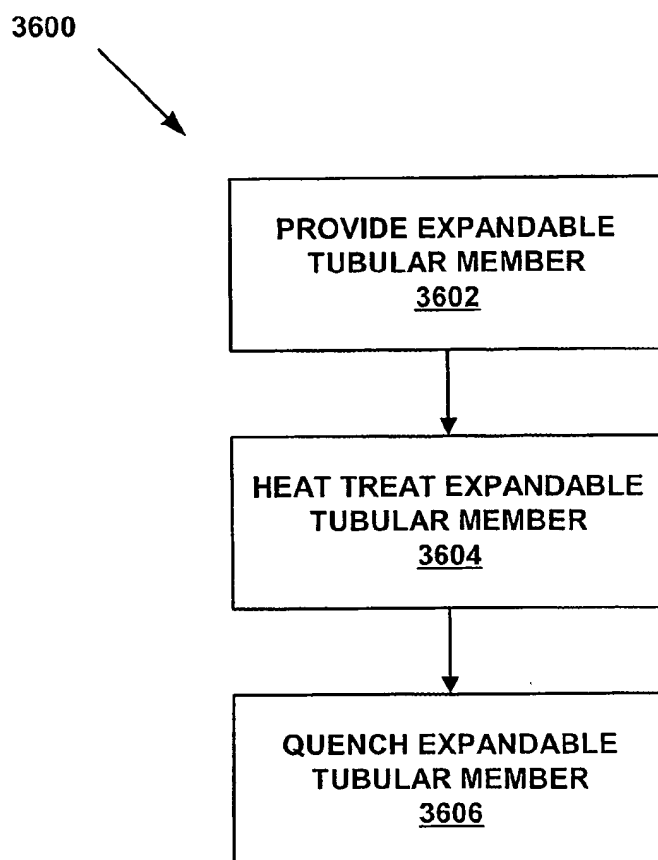 3600
PROVIDE EXPANDABLE
TUBULAR MEMBER
3602
HEAT TREAT EXPANDABLE
TUBULAR MEMBER
3604
QUENCH EXPANDABLE
TUBULAR MEMBER
3606